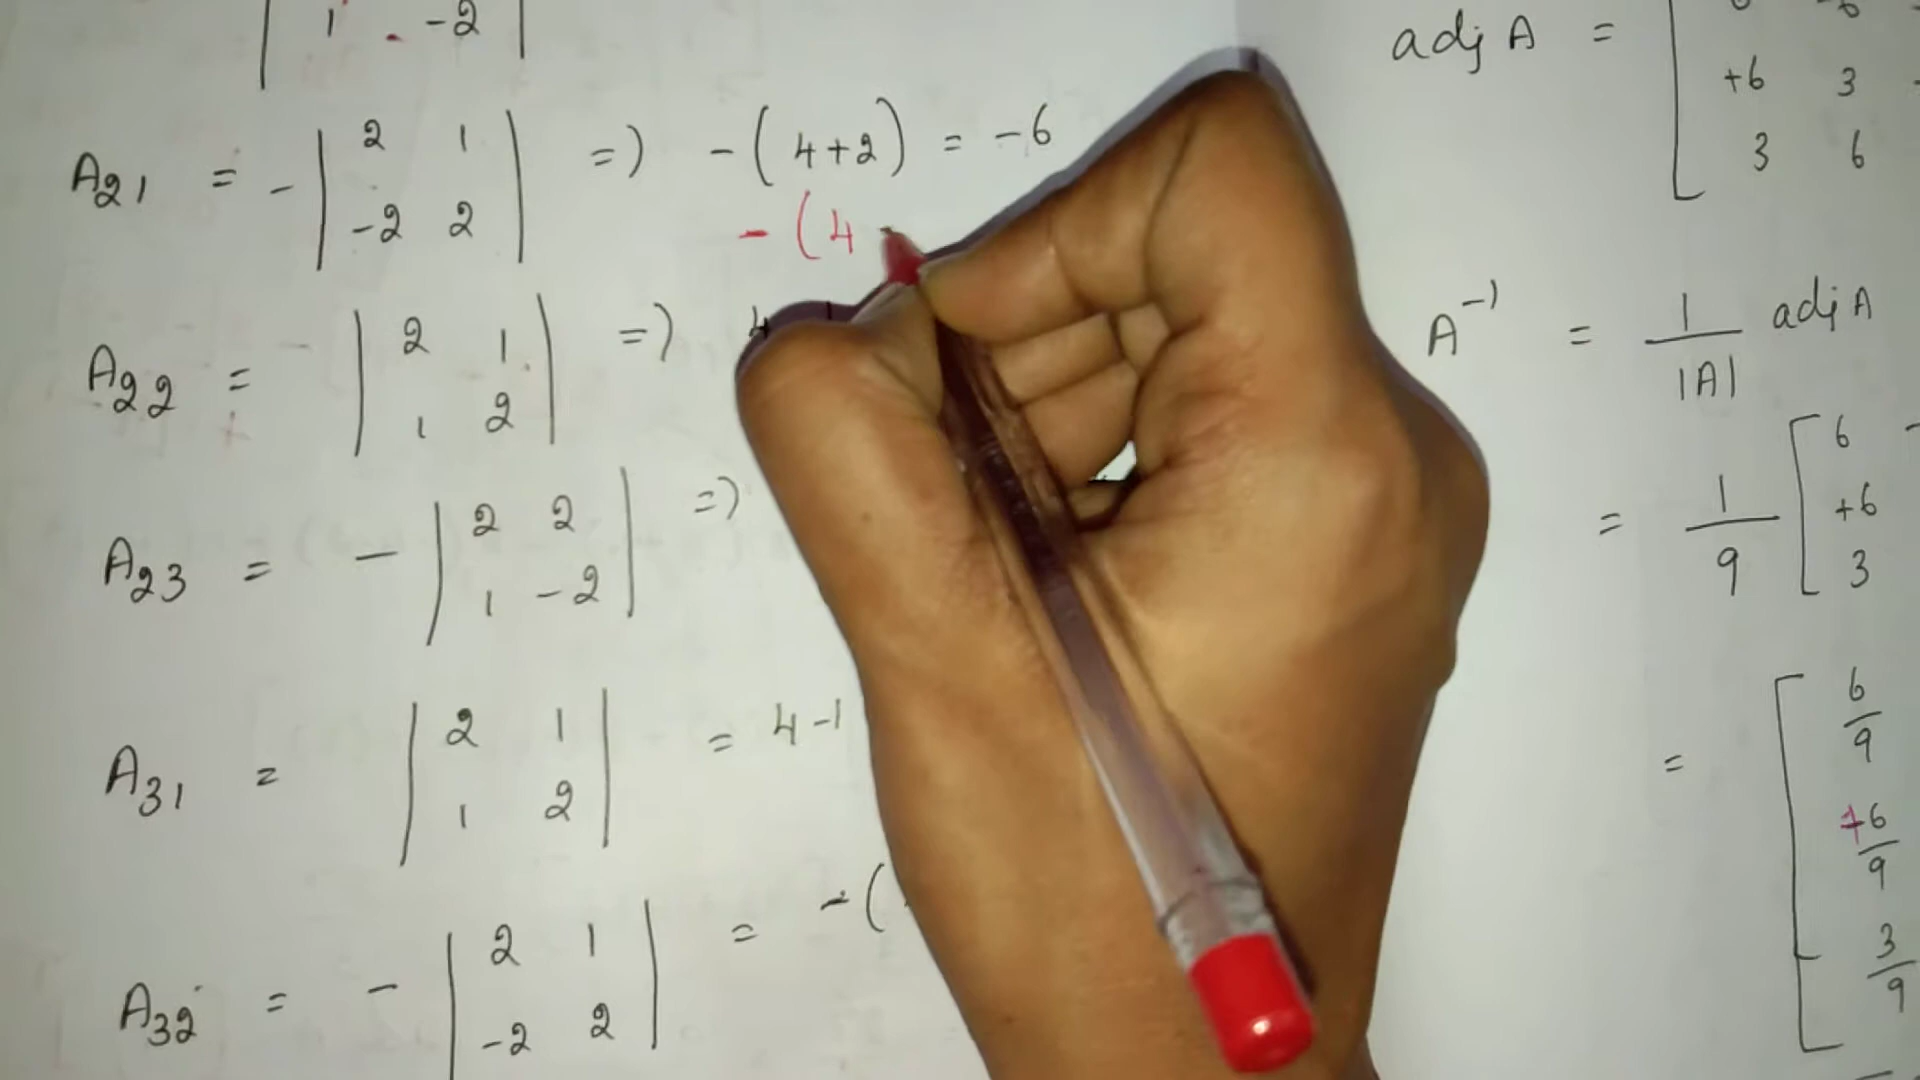 1 -2
A21 = - | 2 1 | => -(4+2) = -6
| -2 2 |
-(4
A22 = | 2 1 | => 4
| 1 2 |
A23 = - | 2 2 | =>
| 1 -2 |
A31 = | 2 1 | = 4-1
| 1 2 |
A32 = - | 2 1 | = -(
| -2 2 |
adj A =
+6 3
3 6
A⁻¹ = 1/|A| adj A
= 1/9 [ 6 -
+6
3
= [ 6/9
+6/9
3/9